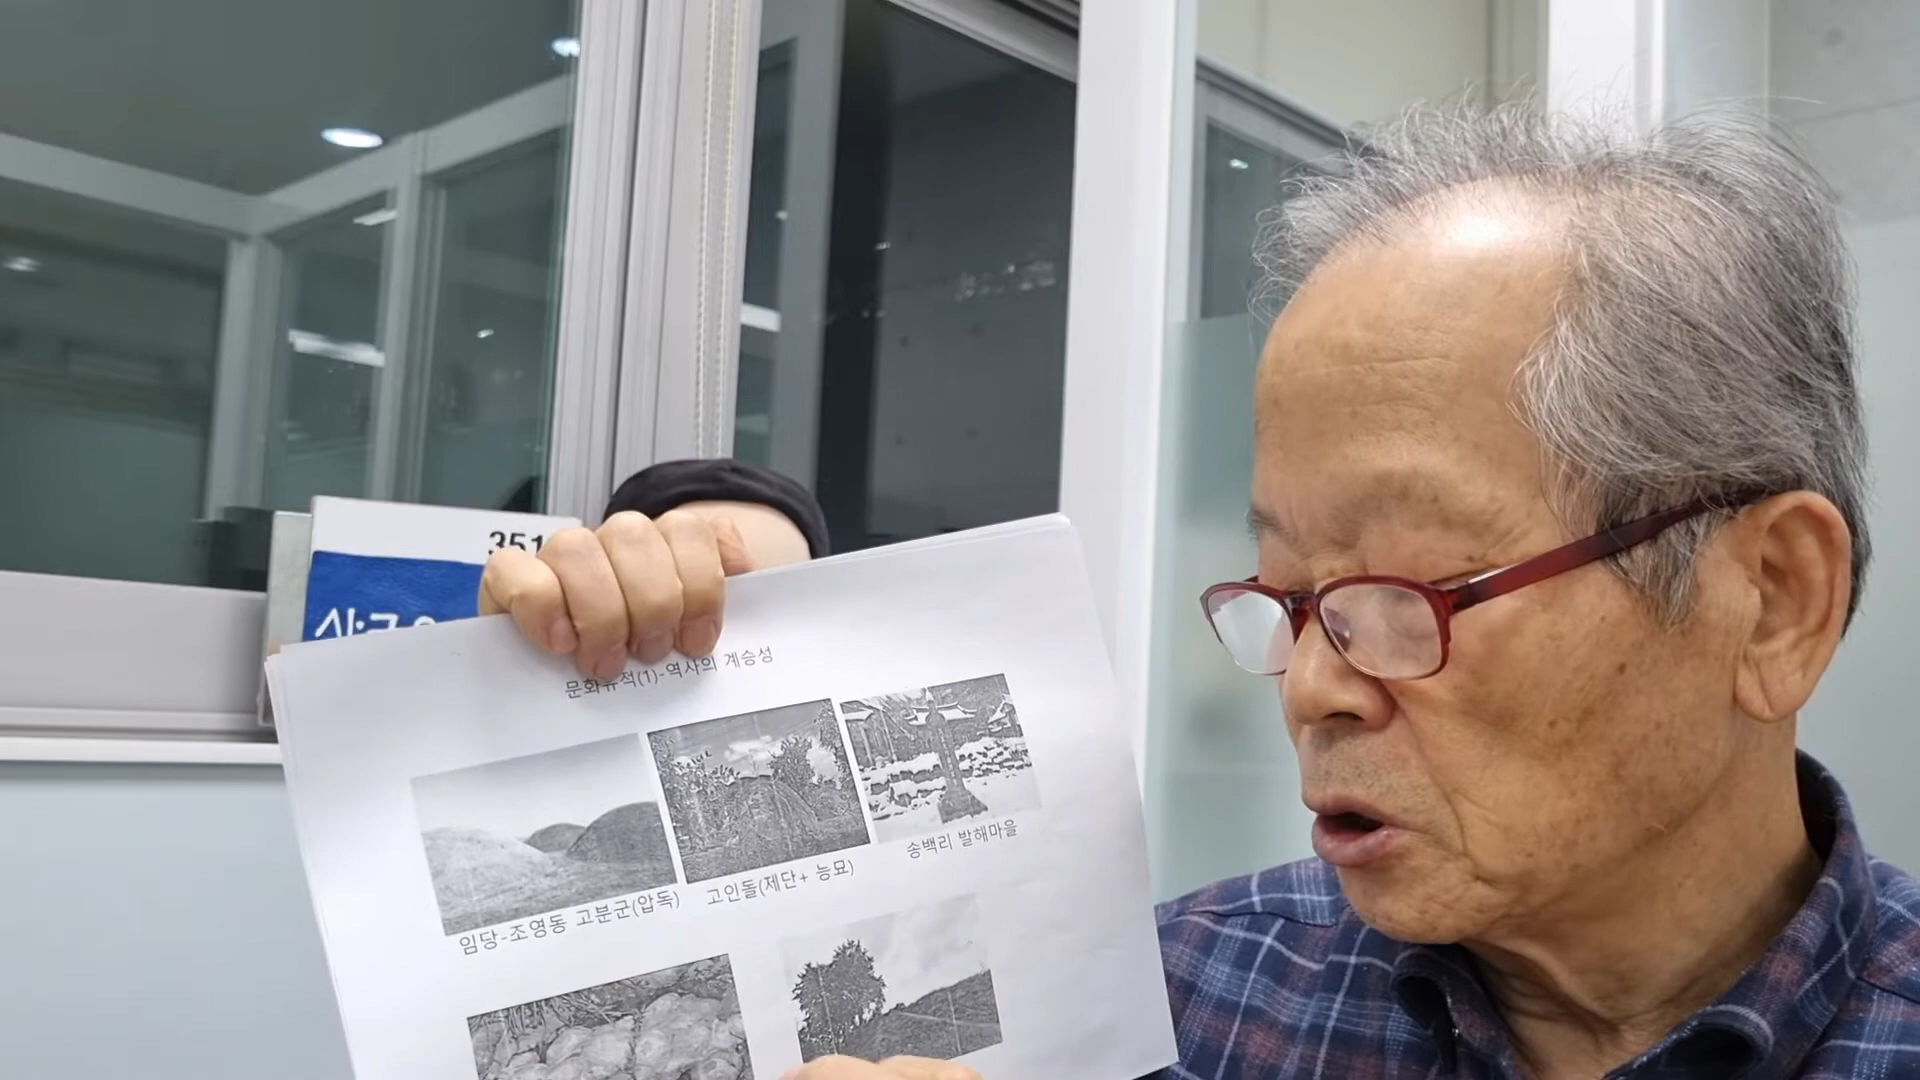 351
문화유적(1)-역사의 계승성
임당-조영동 고분군(압독)
고인돌(제단+ 능묘)
송백리 발해마을